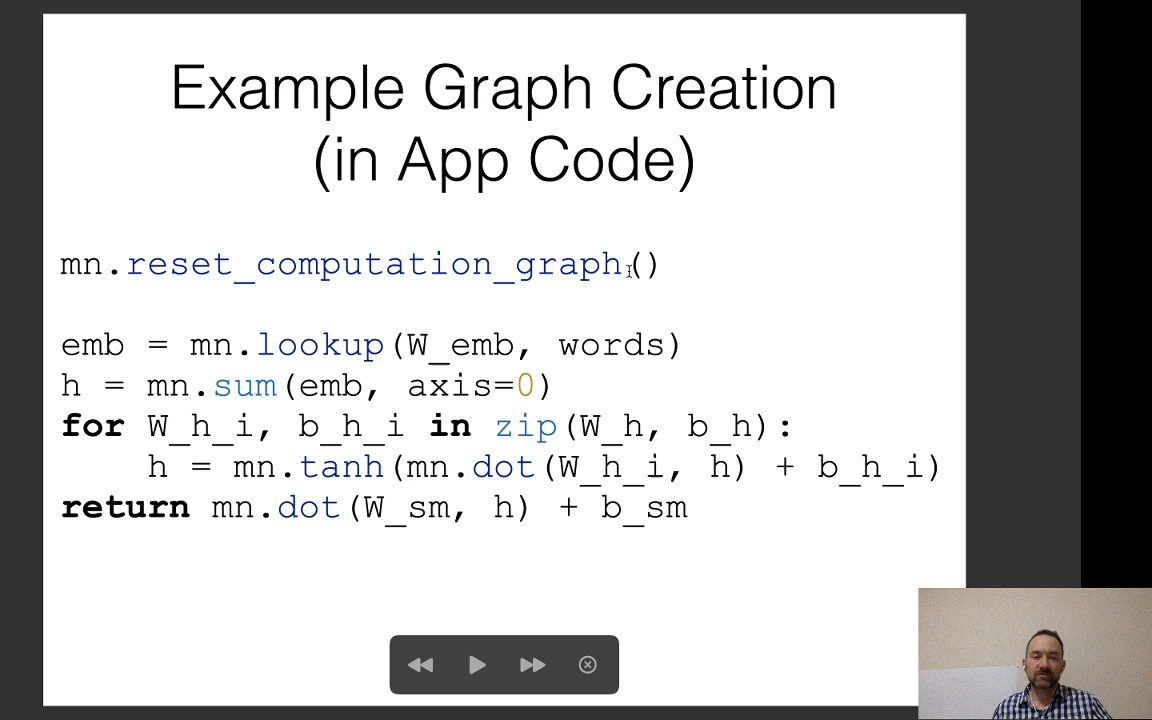 Example Graph Creation
(in App Code)
mn.reset_computation_graph()
emb = mn.lookup(W_emb, words)
h = mn.sum(emb, axis=0)
for W_h_i, b_h_i in zip(W_h, b_h):
    h = mn.tanh(mn.dot(W_h_i, h) + b_h_i)
return mn.dot(W_sm, h) + b_sm